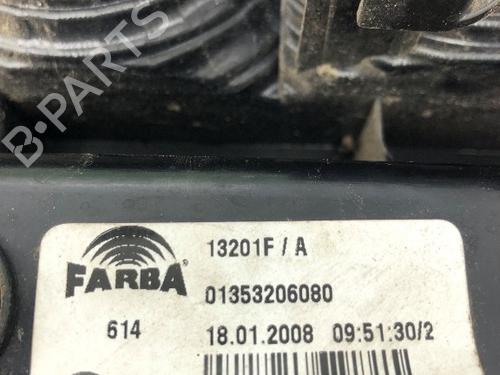 B-PARTS
FARBA
13201F / A
01353206080
614
18.01.2008 09:51:30/2